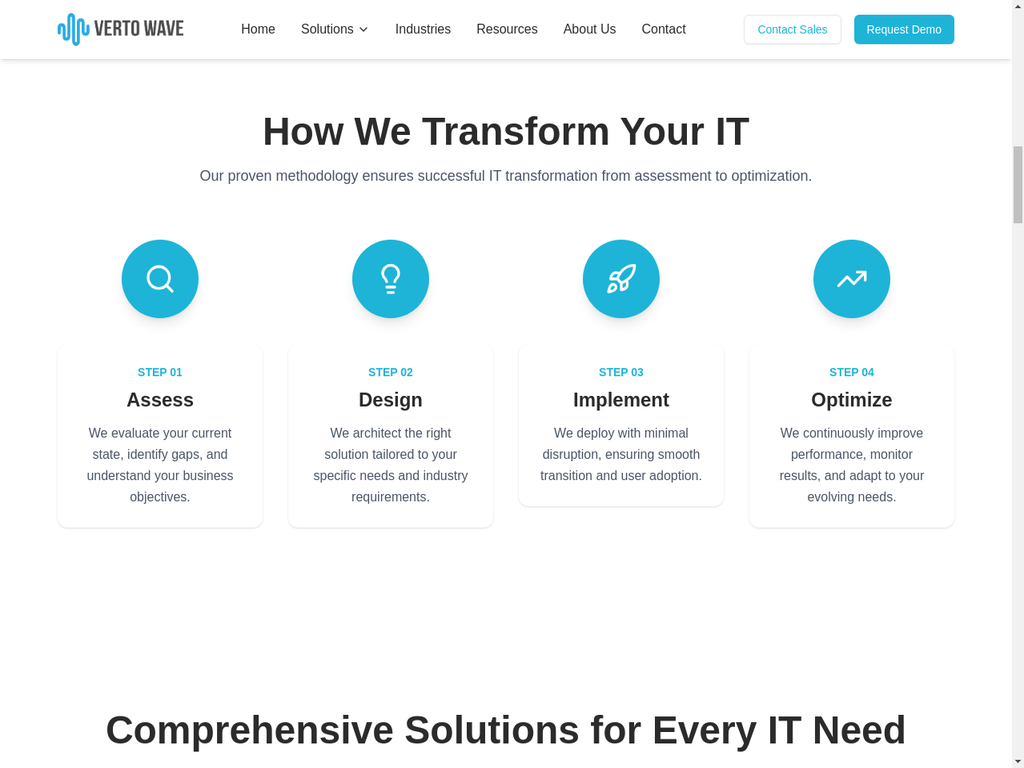 VERTO WAVE
Home
Solutions
Industries
Resources
About Us
Contact
Contact Sales
Request Demo
How We Transform Your IT
Our proven methodology ensures successful IT transformation from assessment to optimization.
STEP 01
Assess
We evaluate your current
state, identify gaps, and
understand your business
objectives.
STEP 02
Design
We architect the right
solution tailored to your
specific needs and industry
requirements.
STEP 03
Implement
We deploy with minimal
disruption, ensuring smooth
transition and user adoption.
STEP 04
Optimize
We continuously improve
performance, monitor
results, and adapt to your
evolving needs.
Comprehensive Solutions for Every IT Need